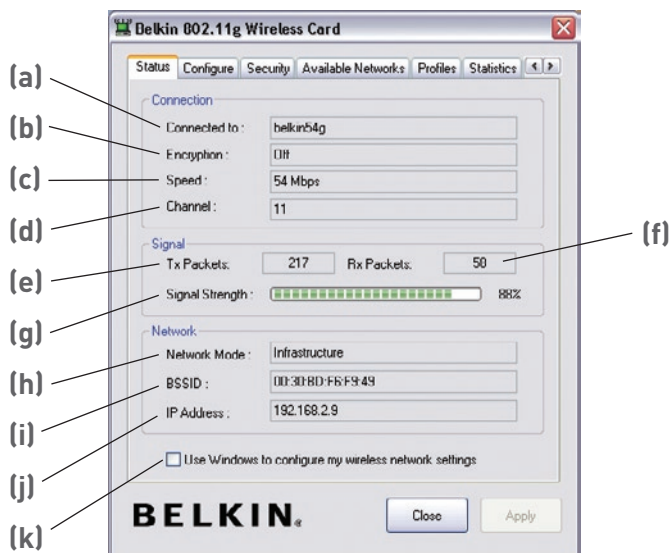 Belkin 802.11g Wireless Card
Status Configure Security Available Networks Profiles Statistics
(a)
Connection
(b)
Connected to : belkin54g
(c)
Encryption : Off
Speed : 54 Mbps
(d)
Channel : 11
(f)
Signal
(e)
Tx Packets: 217 Rx Packets: 50
(g)
Signal Strength : 88%
Network
(h)
Network Mode : Infrastructure
(i)
BSSID : 00:30:BD:F6:F9:49
(j)
IP Address : 192.168.2.9
Use Windows to configure my wireless network settings
(k)
BELKIN® Close Apply